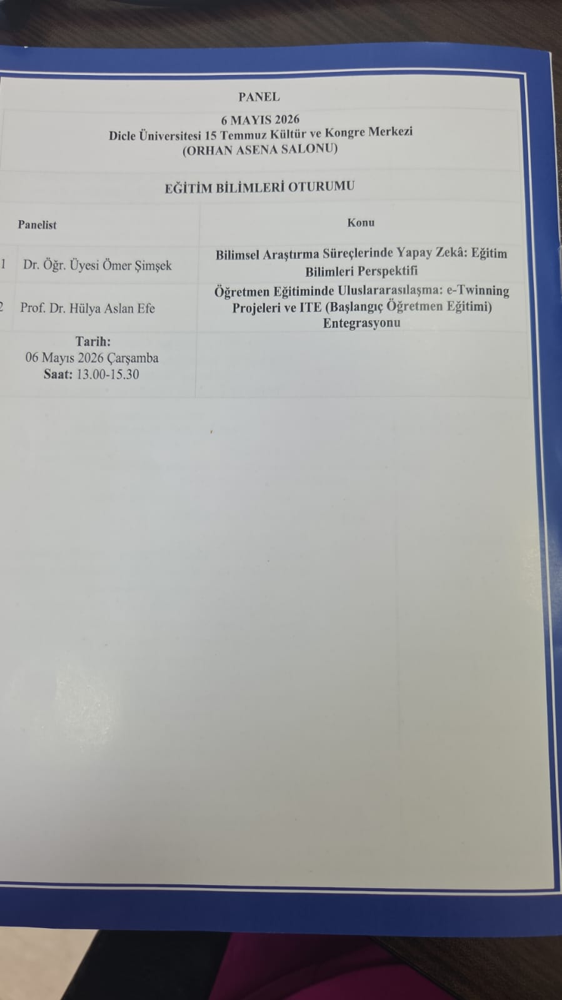 PANEL
6 MAYIS 2026
Dicle Üniversitesi 15 Temmuz Kültür ve Kongre Merkezi
(ORHAN ASENA SALONU)
EĞİTİM BİLİMLERİ OTURUMU
Panelist
Konu
1 Dr. Öğr. Üyesi Ömer Şimşek
Bilimsel Araştırma Süreçlerinde Yapay Zekâ: Eğitim
Bilimleri Perspektifi
2 Prof. Dr. Hülya Aslan Efe
Öğretmen Eğitiminde Uluslararasılaşma: e-Twinning
Projeleri ve ITE (Başlangıç Öğretmen Eğitimi)
Entegrasyonu
Tarih:
06 Mayıs 2026 Çarşamba
Saat: 13.00-15.30